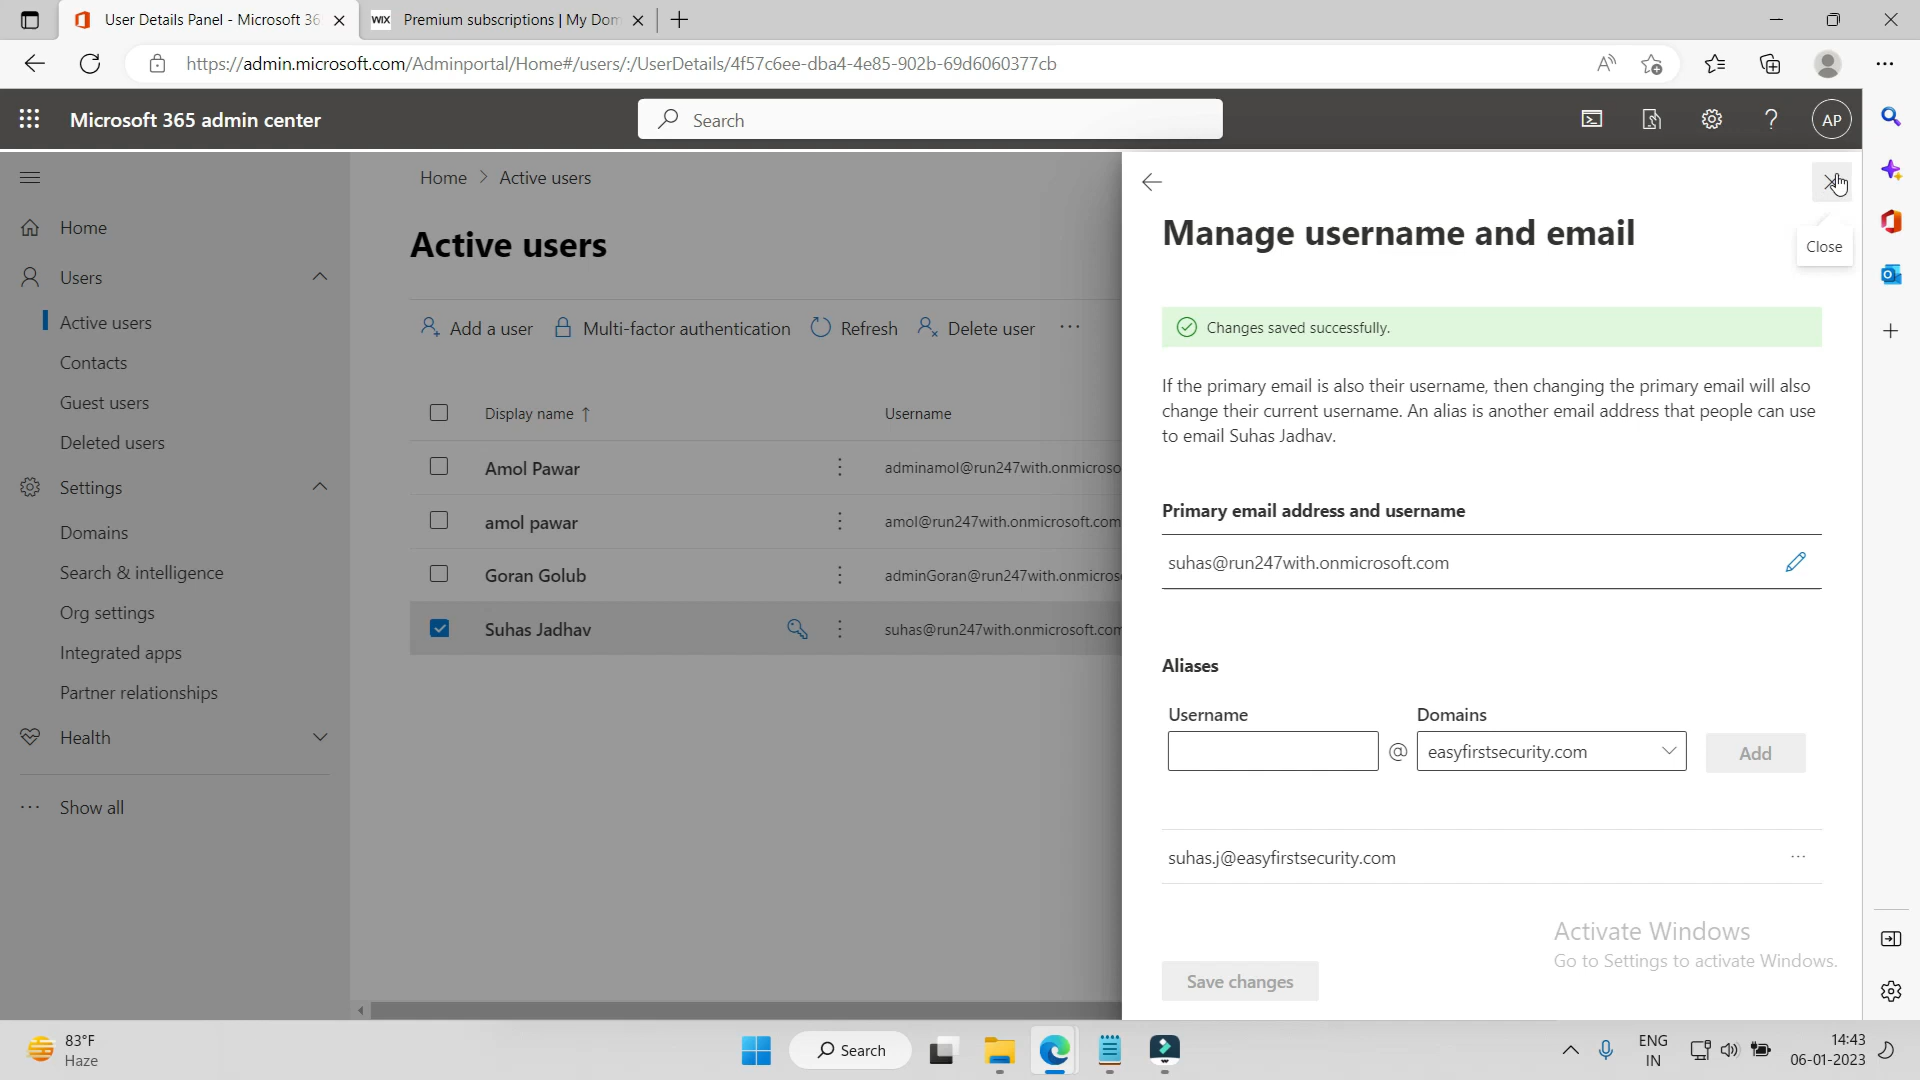 User Details Panel - Microsoft 36
WIX Premium subscriptions | My Dom
https://admin.microsoft.com/Adminportal/Home#/users/:/UserDetails/4f57c6ee-dba4-4e85-902b-69d6060377cb
Microsoft 365 admin center
Search
AP
Home
Users
Active users
Contacts
Guest users
Deleted users
Settings
Domains
Search & intelligence
Org settings
Integrated apps
Partner relationships
Health
Show all
Home > Active users
Active users
Add a user
Multi-factor authentication
Refresh
Delete user
Display name ↑
Username
Amol Pawar
adminamol@run247with.onmicroso
amol pawar
amol@run247with.onmicrosoft.com
Goran Golub
adminGoran@run247with.onmicros
Suhas Jadhav
suhas@run247with.onmicrosoft.com
Close
Manage username and email
Changes saved successfully.
If the primary email is also their username, then changing the primary email will also
change their current username. An alias is another email address that people can use
to email Suhas Jadhav.
Primary email address and username
suhas@run247with.onmicrosoft.com
Aliases
Username
Domains
@
easyfirstsecurity.com
Add
suhas.j@easyfirstsecurity.com
Save changes
Activate Windows
Go to Settings to activate Windows.
83°F
Haze
Search
ENG
IN
14:43
06-01-2023